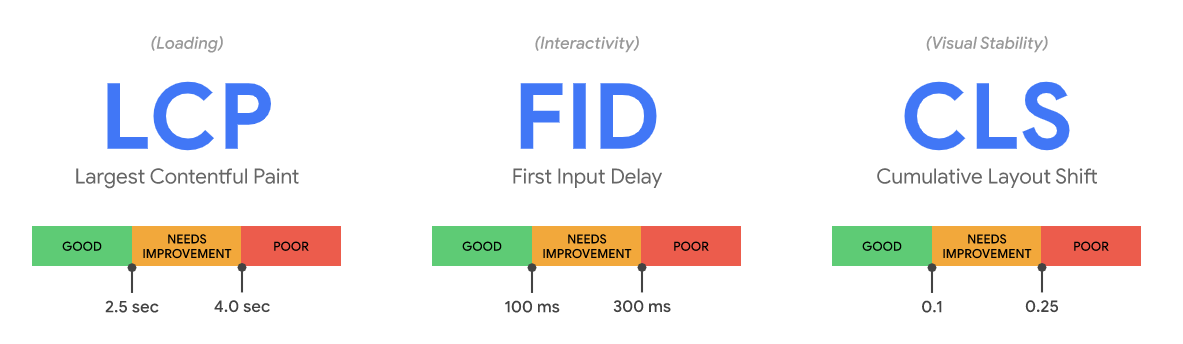 (Loading)
LCP
Largest Contentful Paint
GOOD
NEEDS
IMPROVEMENT
POOR
2.5 sec
4.0 sec
(Interactivity)
FID
First Input Delay
GOOD
NEEDS
IMPROVEMENT
POOR
100 ms
300 ms
(Visual Stability)
CLS
Cumulative Layout Shift
GOOD
NEEDS
IMPROVEMENT
POOR
0.1
0.25